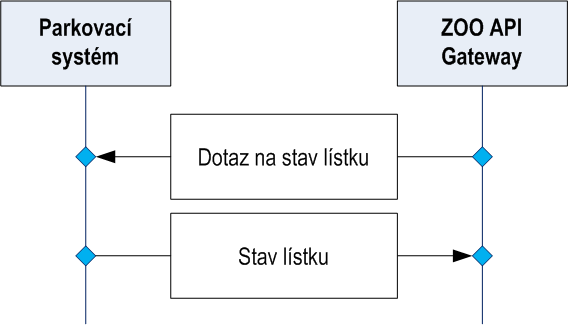 Parkovací
systém
ZOO API
Gateway
Dotaz na stav lístku
Stav lístku